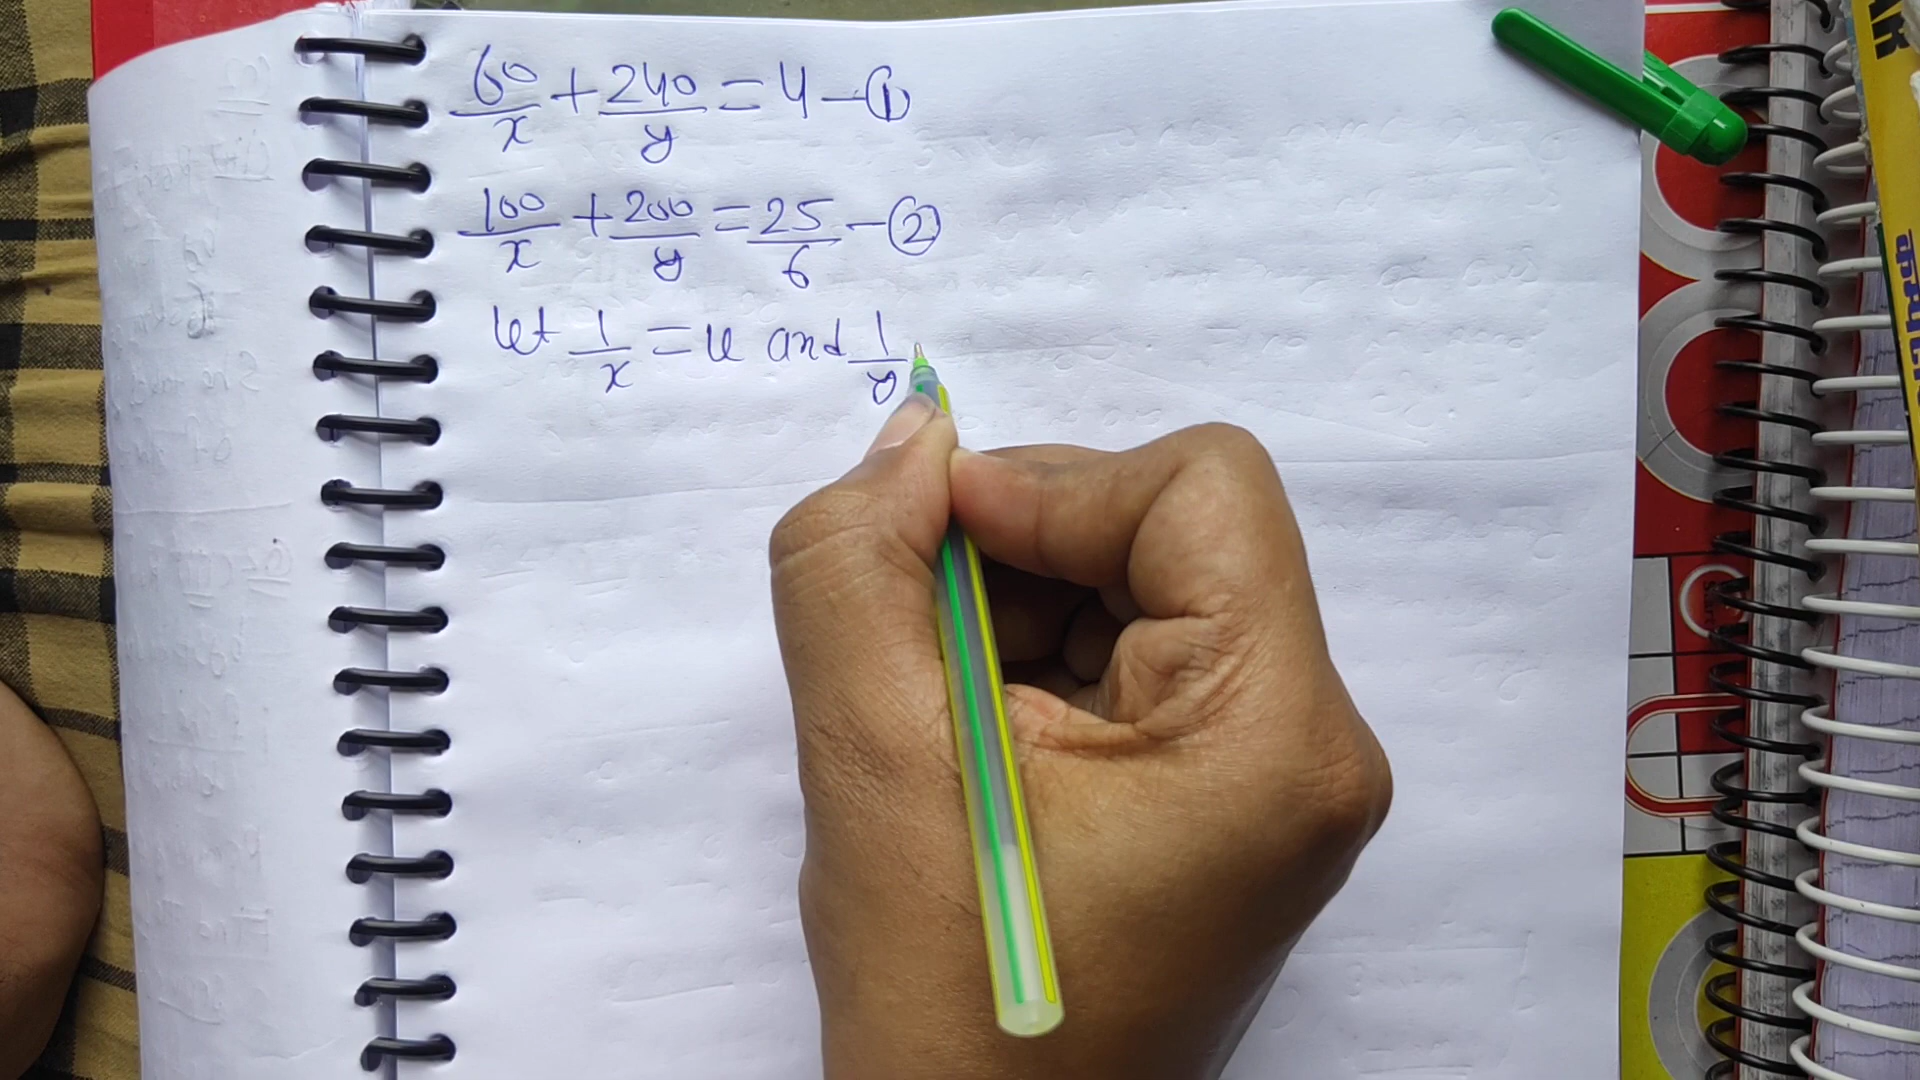 60/x + 240/y = 4 - ①
100/x + 200/y = 25/6 - ②
let 1/x = u and 1/y